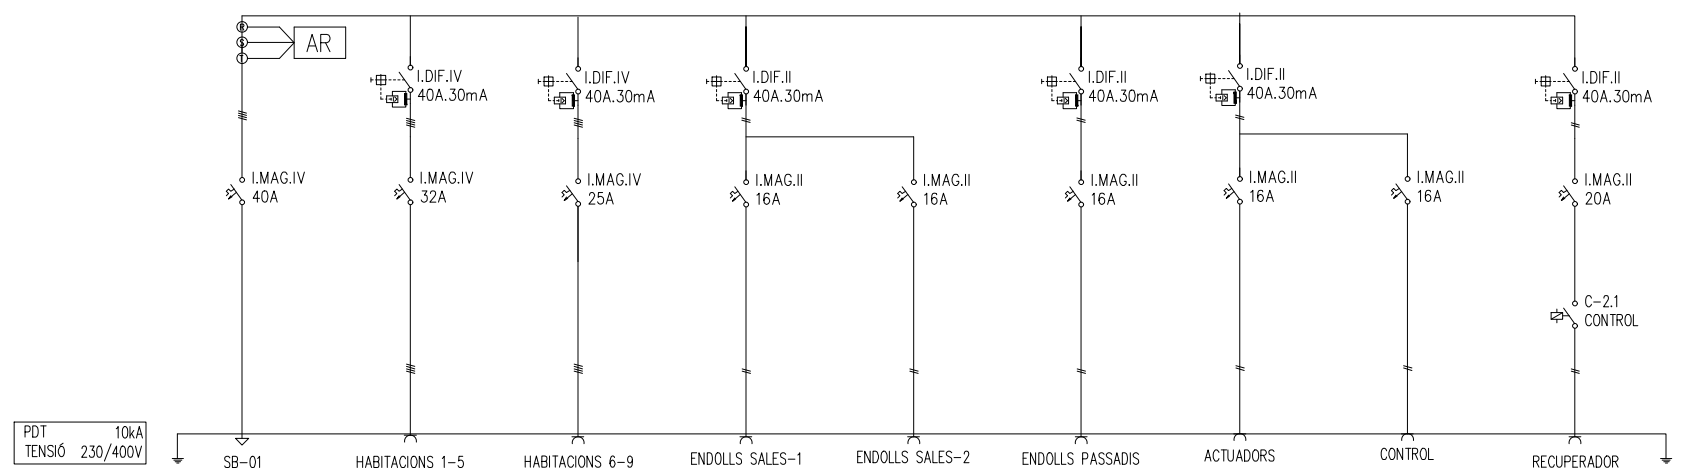 R
S
T
AR
I.DIF.IV
40A.30mA
I.DIF.IV
40A.30mA
I.DIF.II
40A.30mA
I.DIF.II
40A.30mA
I.DIF.II
40A.30mA
I.DIF.II
40A.30mA
I.MAG.IV
40A
I.MAG.IV
32A
I.MAG.IV
25A
I.MAG.II
16A
I.MAG.II
16A
I.MAG.II
16A
I.MAG.II
16A
I.MAG.II
16A
I.MAG.II
20A
C-2.1
CONTROL
PDT 10kA
TENSIÓ 230/400V
SB-01
HABITACIONS 1-5
HABITACIONS 6-9
ENDOLLS SALES-1
ENDOLLS SALES-2
ENDOLLS PASSADIS
ACTUADORS
CONTROL
RECUPERADOR